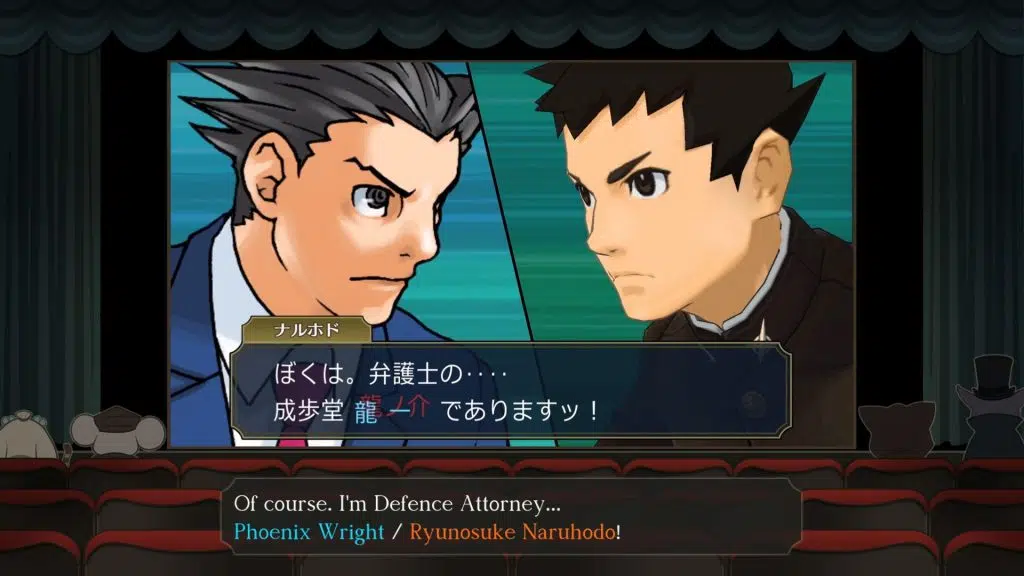 ナルホド
ぼくは。弁護士の‥‥
成歩堂 龍一 龍ノ介 でありますッ！
Of course. I'm Defence Attorney...
Phoenix Wright / Ryunosuke Naruhodo!